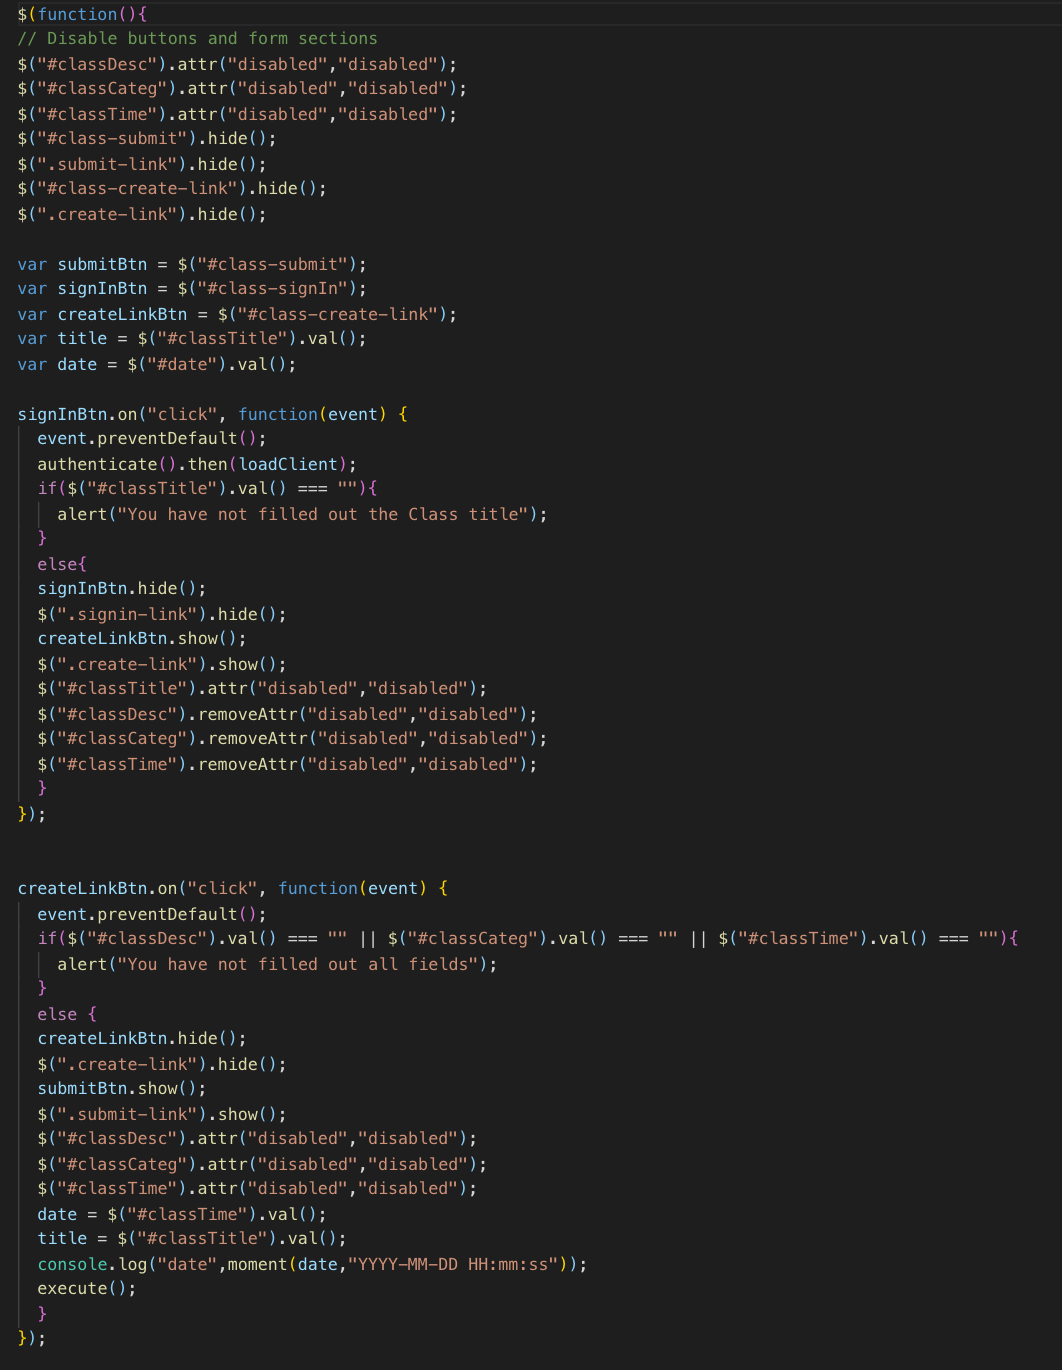 $(function(){
// Disable buttons and form sections
$("#classDesc").attr("disabled","disabled");
$("#classCateg").attr("disabled","disabled");
$("#classTime").attr("disabled","disabled");
$("#class-submit").hide();
$(".submit-link").hide();
$("#class-create-link").hide();
$(".create-link").hide();

var submitBtn = $("#class-submit");
var signInBtn = $("#class-signIn");
var createLinkBtn = $("#class-create-link");
var title = $("#classTitle").val();
var date = $("#date").val();

signInBtn.on("click", function(event) {
  event.preventDefault();
  authenticate().then(loadClient);
  if($("#classTitle").val() === ""){
    alert("You have not filled out the Class title");
  }
  else{
  signInBtn.hide();
  $(".signin-link").hide();
  createLinkBtn.show();
  $(".create-link").show();
  $("#classTitle").attr("disabled","disabled");
  $("#classDesc").removeAttr("disabled","disabled");
  $("#classCateg").removeAttr("disabled","disabled");
  $("#classTime").removeAttr("disabled","disabled");
  }
});

createLinkBtn.on("click", function(event) {
  event.preventDefault();
  if($("#classDesc").val() === "" || $("#classCateg").val() === "" || $("#classTime").val() === ""){
    alert("You have not filled out all fields");
  }
  else {
  createLinkBtn.hide();
  $(".create-link").hide();
  submitBtn.show();
  $(".submit-link").show();
  $("#classDesc").attr("disabled","disabled");
  $("#classCateg").attr("disabled","disabled");
  $("#classTime").attr("disabled","disabled");
  date = $("#classTime").val();
  title = $("#classTitle").val();
  console.log("date",moment(date,"YYYY-MM-DD HH:mm:ss"));
  execute();
  }
});